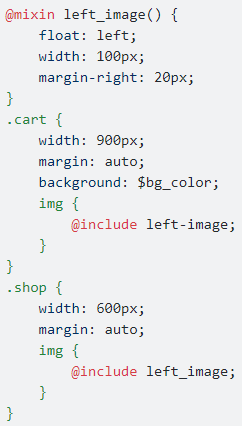 @mixin left_image() {
    float: left;
    width: 100px;
    margin-right: 20px;
}
.cart {
    width: 900px;
    margin: auto;
    background: $bg_color;
    img {
        @include left-image;
    }
}
.shop {
    width: 600px;
    margin: auto;
    img {
        @include left_image;
    }
}